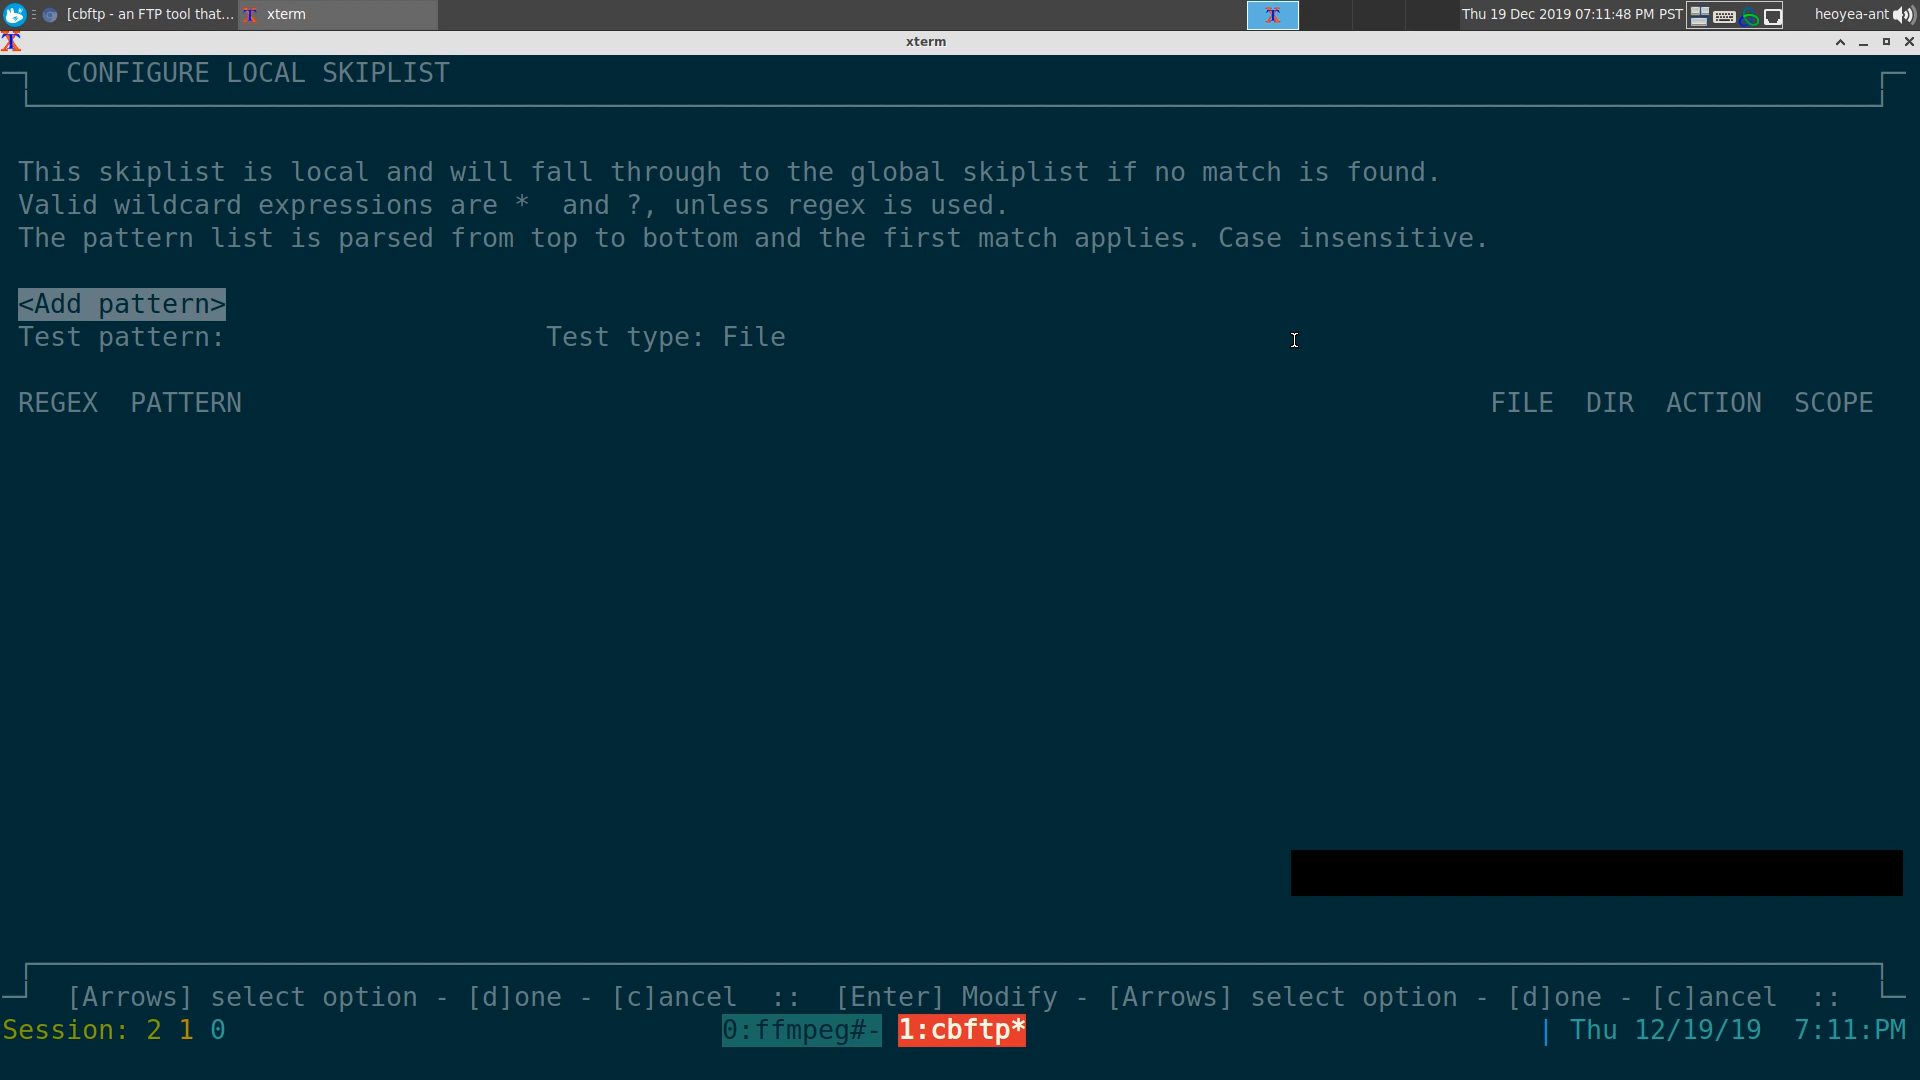 [cbftp - an FTP tool that... xterm Thu 19 Dec 2019 07:11:48 PM PST heoyea-ant
xterm
CONFIGURE LOCAL SKIPLIST
This skiplist is local and will fall through to the global skiplist if no match is found.
Valid wildcard expressions are *  and ?, unless regex is used.
The pattern list is parsed from top to bottom and the first match applies. Case insensitive.
<Add pattern>
Test pattern: Test type: File
REGEX PATTERN FILE DIR ACTION SCOPE
[Arrows] select option - [d]one - [c]ancel  ::  [Enter] Modify - [Arrows] select option - [d]one - [c]ancel  ::
Session: 2 1 0 0:ffmpeg#- 1:cbftp* | Thu 12/19/19  7:11:PM